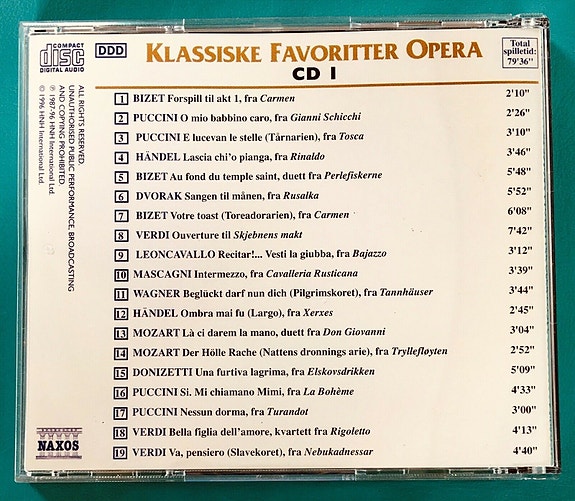 COMPACT
disc
DIGITAL AUDIO
DDD
KLASSISKE FAVORITTER OPERA
CD 1
Total
spilletid:
79'36"
1 BIZET Forspill til akt 1, fra Carmen 2'10"
2 PUCCINI O mio babbino caro, fra Gianni Schicchi 2'26"
3 PUCCINI E lucevan le stelle (Tårnarien), fra Tosca 3'10"
4 HÄNDEL Lascia chi'o pianga, fra Rinaldo 3'46"
5 BIZET Au fond du temple saint, duett fra Perlefiskerne 5'48"
6 DVORAK Sangen til månen, fra Rusalka 5'52"
7 BIZET Votre toast (Toreadorarien), fra Carmen 6'08"
8 VERDI Ouverture til Skjebnens makt 7'42"
9 LEONCAVALLO Recitar!... Vesti la giubba, fra Bajazzo 3'12"
10 MASCAGNI Intermezzo, fra Cavalleria Rusticana 3'39"
11 WAGNER Beglückt darf nun dich (Pilgrimskoret), fra Tannhäuser 3'44"
12 HÄNDEL Ombra mai fu (Largo), fra Xerxes 2'45"
13 MOZART Là ci darem la mano, duett fra Don Giovanni 3'04"
14 MOZART Der Hölle Rache (Nattens dronnings arie), fra Tryllefløyten 2'52"
15 DONIZETTI Una furtiva lagrima, fra Elskovsdrikken 5'09"
16 PUCCINI Si. Mi chiamano Mimi, fra La Bohème 4'33"
17 PUCCINI Nessun dorma, fra Turandot 3'00"
18 VERDI Bella figlia dell'amore, kvartett fra Rigoletto 4'13"
19 VERDI Va, pensiero (Slavekoret), fra Nebukadnessar 4'40"
ALL RIGHTS RESERVED.
UNAUTHORISED PUBLIC PERFORMANCE, BROADCASTING
AND COPYING PROHIBITED.
℗ 1987-96 HNH International Ltd.
© 1996 HNH International Ltd.
NAXOS